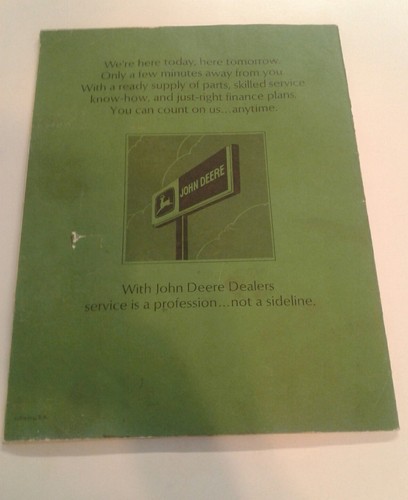 We're here today, here tomorrow.
Only a few minutes away from you.
With a ready supply of parts, skilled service
know-how, and just-right finance plans.
You can count on us...anytime.
JOHN DEERE
With John Deere Dealers
service is a profession...not a sideline.